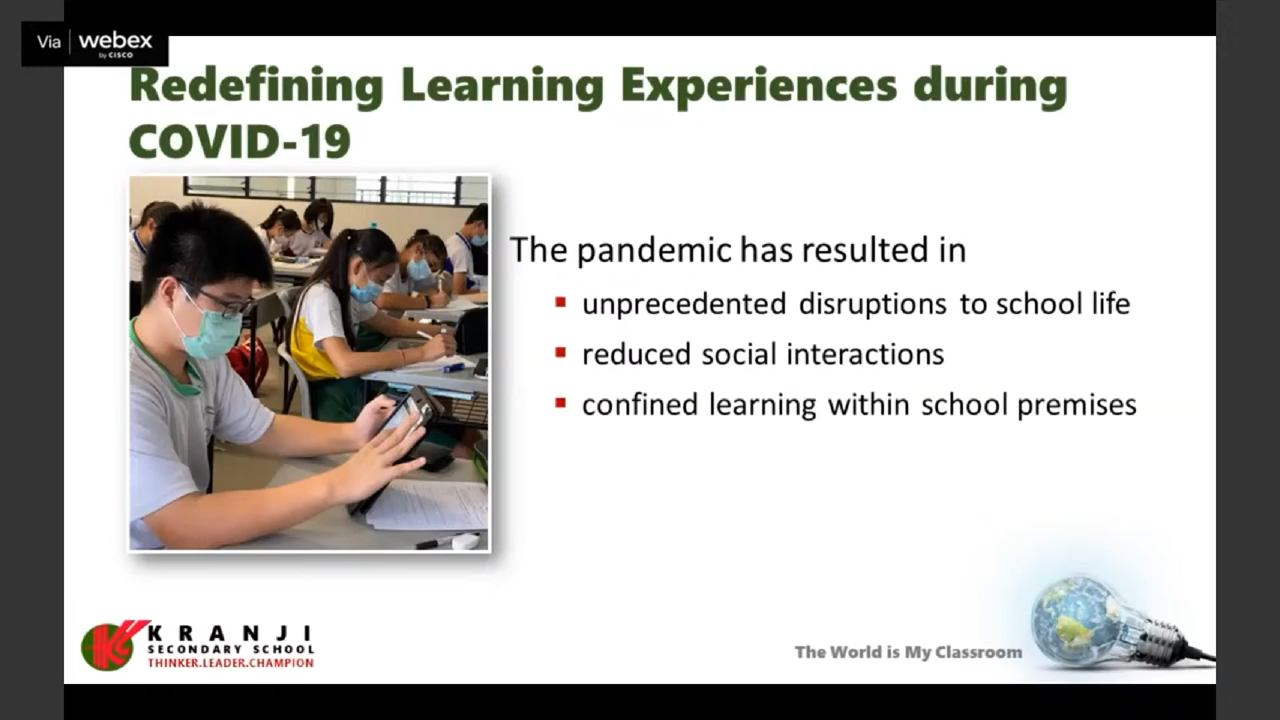 Via webex
by CISCO
Redefining Learning Experiences during
COVID-19
The pandemic has resulted in
unprecedented disruptions to school life
reduced social interactions
confined learning within school premises
KRANJI
SECONDARY SCHOOL
THINKER.LEADER.CHAMPION
The World is My Classroom